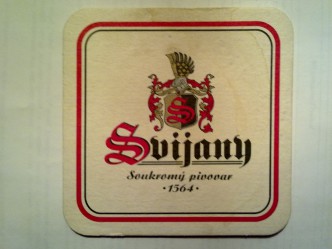 S
Svijany
Soukromý pivovar
· 1564 ·